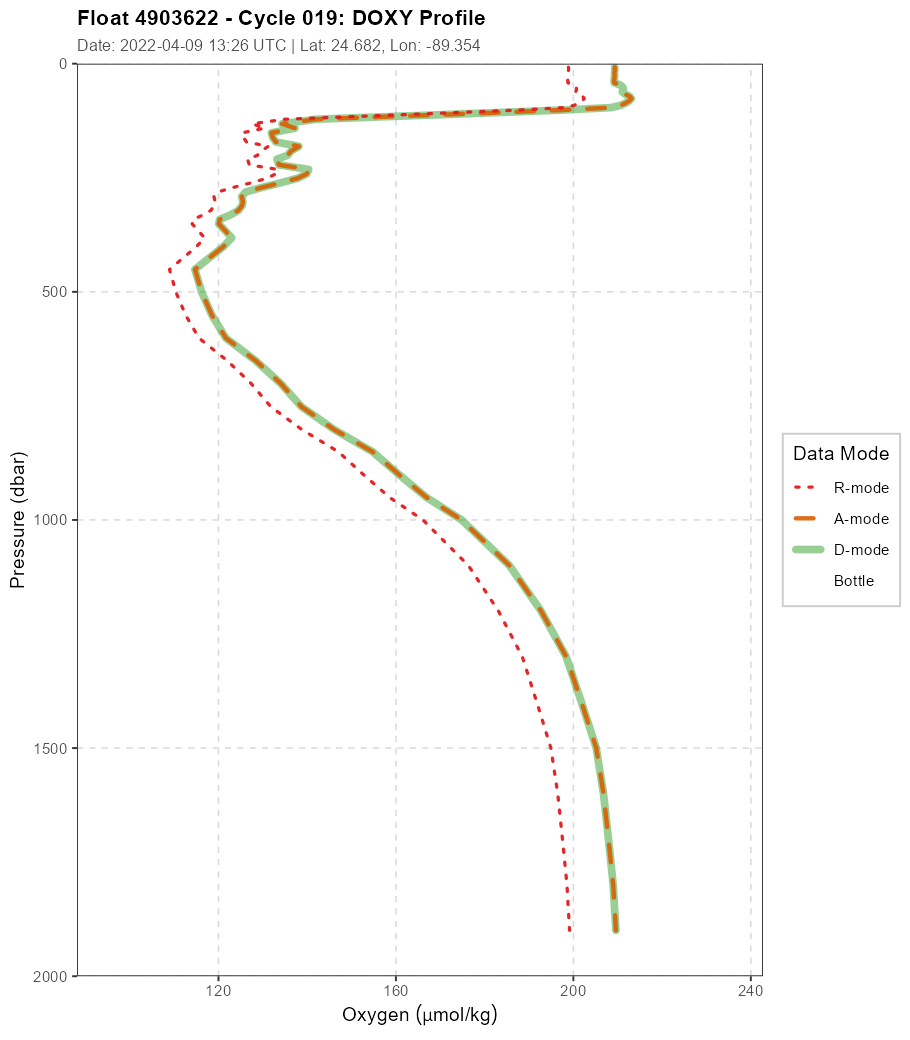 Float 4903622 - Cycle 019: DOXY Profile
Date: 2022-04-09 13:26 UTC | Lat: 24.682, Lon: -89.354
0
500
1000
1500
2000
Pressure (dbar)
120
160
200
240
Oxygen (μmol/kg)
Data Mode
R-mode
A-mode
D-mode
Bottle